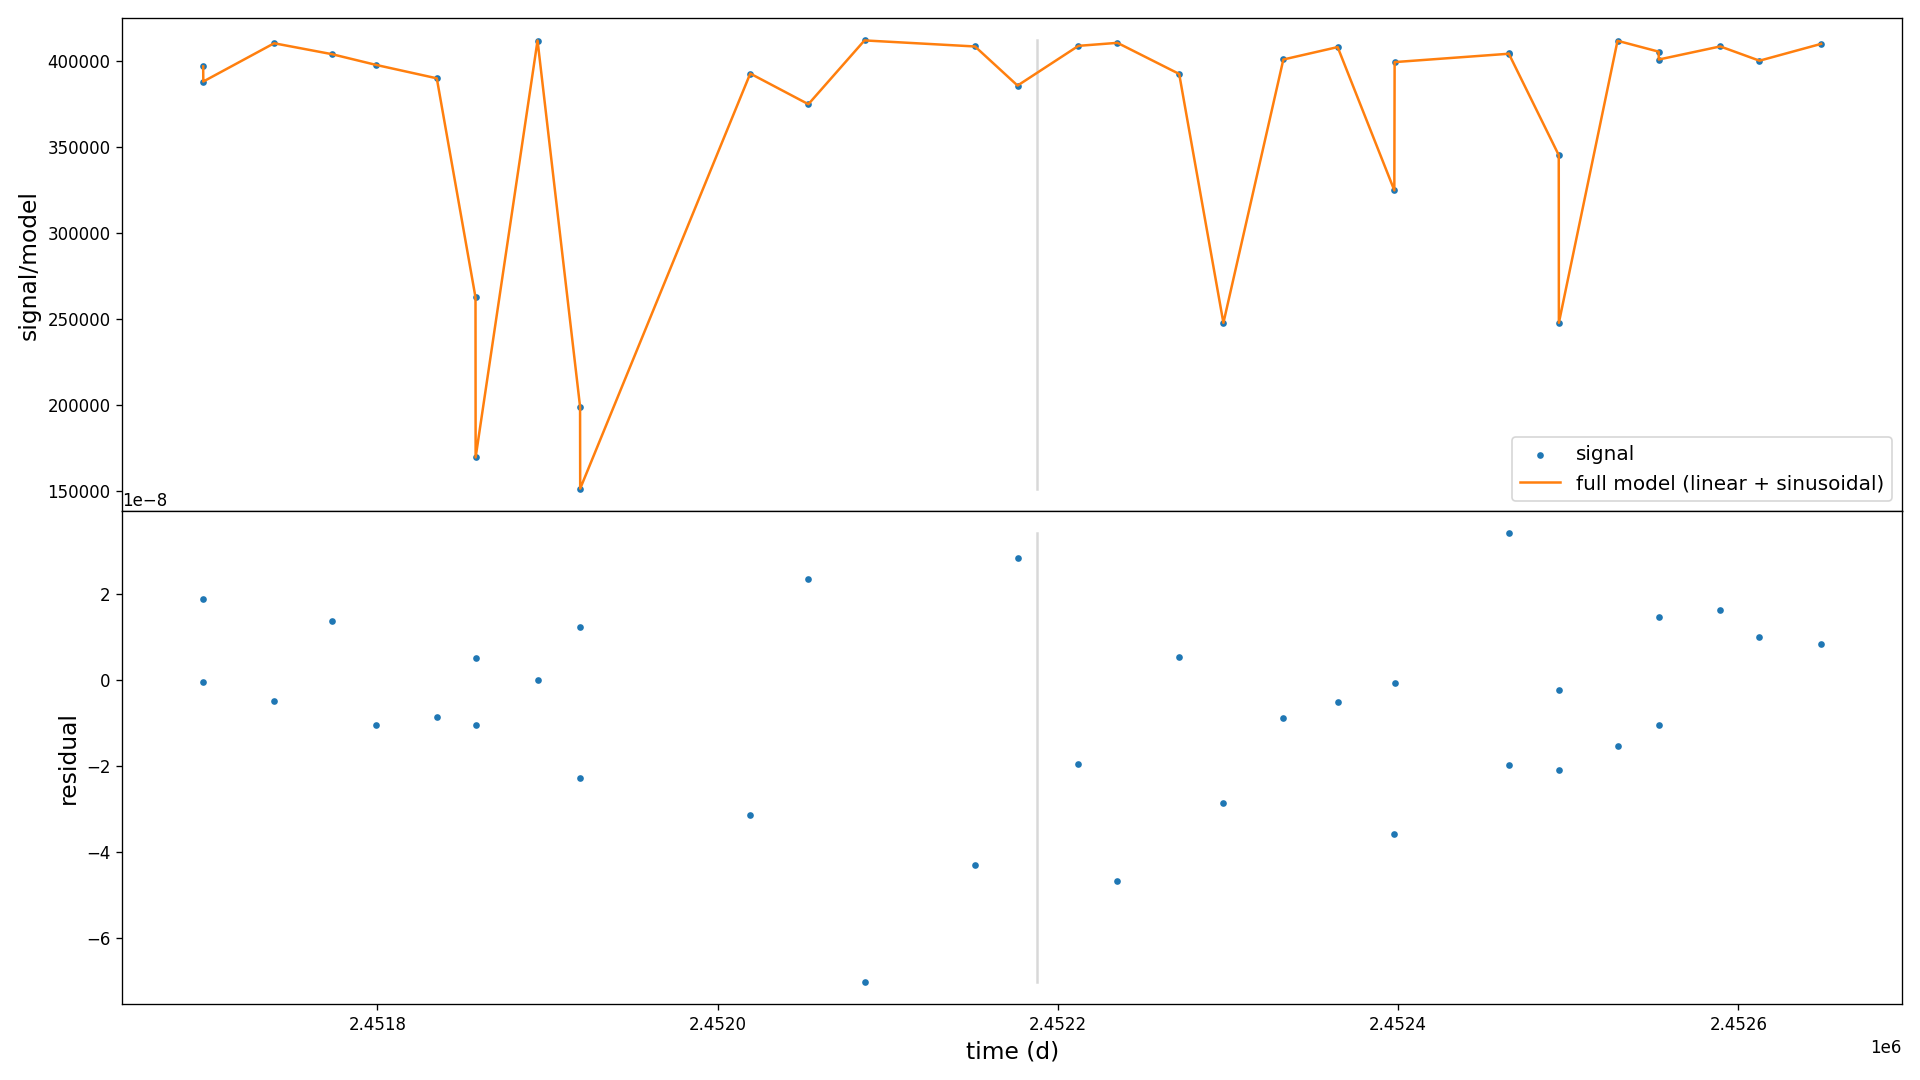 400000
350000
300000
250000
200000
150000
signal/model
signal
full model (linear + sinusoidal)
1e−8
2
0
−2
−4
−6
residual
2.4518
2.4520
2.4522
2.4524
2.4526
time (d)
1e6